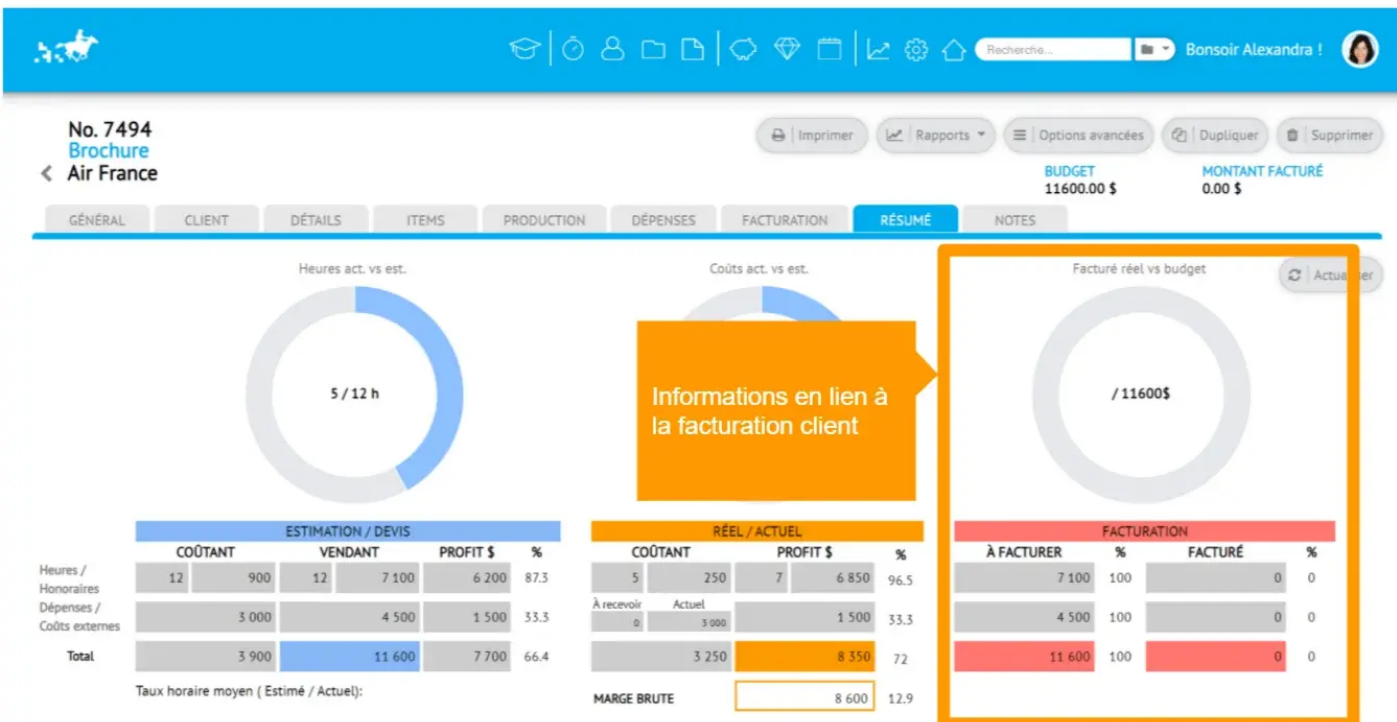 Recherche...
Bonsoir Alexandra !
No. 7494
Brochure
Air France
Imprimer
Rapports
Options avancées
Dupliquer
Supprimer
BUDGET
11600.00 $
MONTANT FACTURÉ
0.00 $
GÉNÉRAL CLIENT DÉTAILS ITEMS PRODUCTION DÉPENSES FACTURATION RÉSUMÉ NOTES
Heures act. vs est.
5 / 12 h
Coûts act. vs est.
Informations en lien à
la facturation client
Facturé réel vs budget
/ 11600$
ESTIMATION / DEVIS
COÛTANT VENDANT PROFIT $ %
Heures /
Honoraires
12 900 12 7 100 6 200 87.3
Dépenses /
Coûts externes
3 000 4 500 1 500 33.3
Total 3 900 11 600 7 700 66.4
Taux horaire moyen ( Estimé / Actuel):
RÉEL / ACTUEL
COÛTANT PROFIT $ %
5 250 7 6 850 96.5
À recevoir Actuel
0 3 000 1 500 33.3
3 250 8 350 72
MARGE BRUTE 8 600 12.9
FACTURATION
À FACTURER % FACTURÉ %
7 100 100 0 0
4 500 100 0 0
11 600 100 0 0